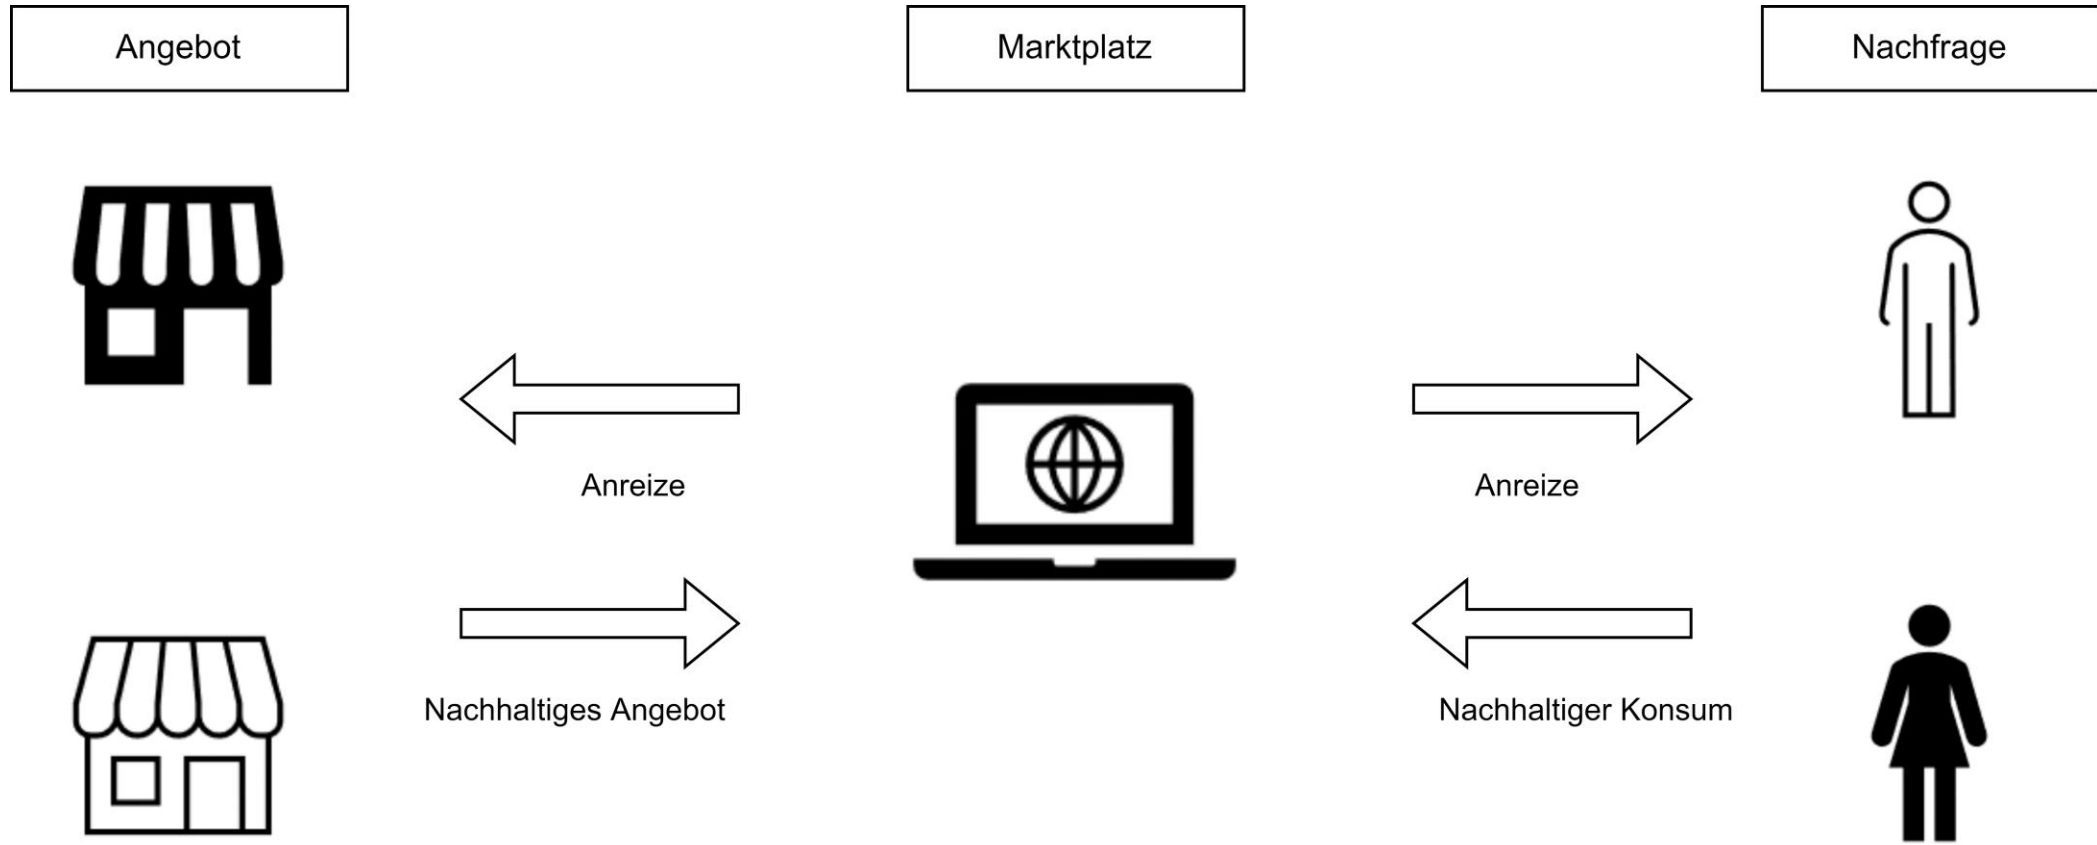 Angebot
Marktplatz
Nachfrage
Anreize
Anreize
Nachhaltiges Angebot
Nachhaltiger Konsum